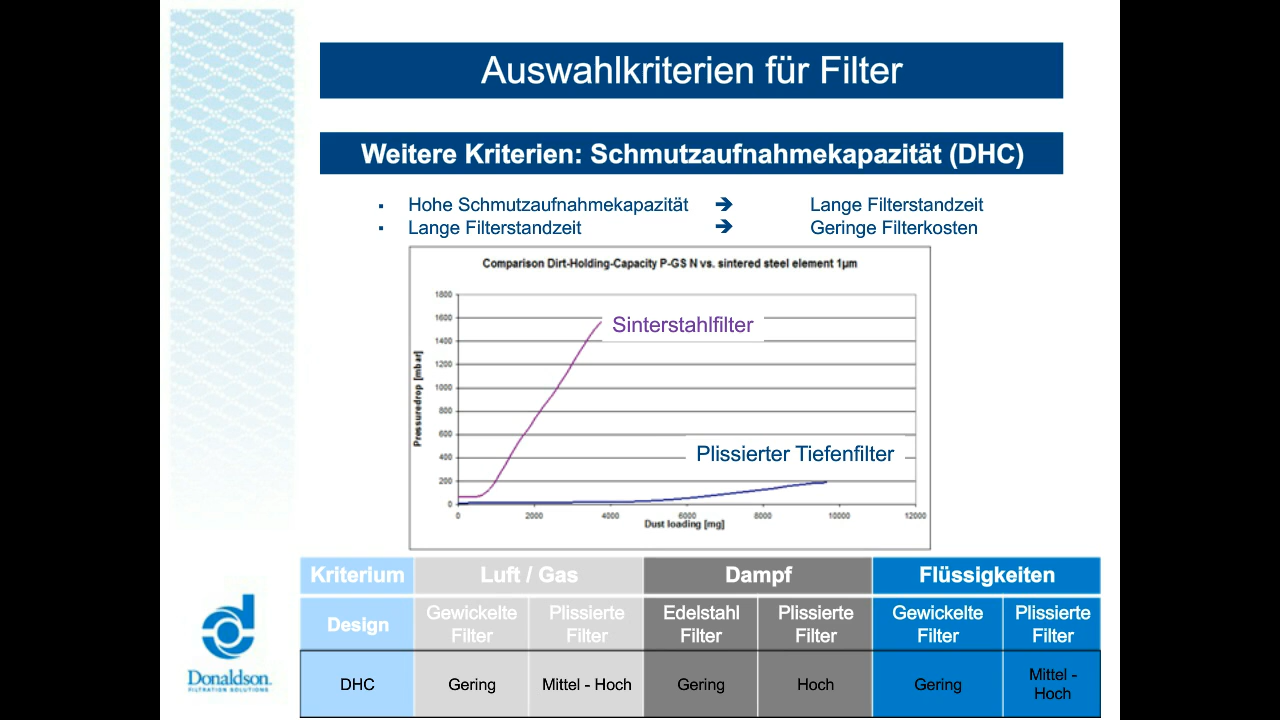 Auswahlkriterien für Filter
Weitere Kriterien: Schmutzaufnahmekapazität (DHC)
▪ Hohe Schmutzaufnahmekapazität ➔ Lange Filterstandzeit
▪ Lange Filterstandzeit ➔ Geringe Filterkosten
Comparison Dirt-Holding-Capacity P-GS N vs. sintered steel element 1µm
1800
1600
1400
1200
1000
800
600
400
200
0
Pressuredrop [mbar]
Sinterstahlfilter
Plissierter Tiefenfilter
0 2000 4000 6000 8000 10000 12000
Dust loading [mg]
Kriterium Luft / Gas Dampf Flüssigkeiten
Design Gewickelte Filter Plissierte Filter Edelstahl Filter Plissierte Filter Gewickelte Filter Plissierte Filter
DHC Gering Mittel - Hoch Gering Hoch Gering Mittel - Hoch
Donaldson.
FILTRATION SOLUTIONS